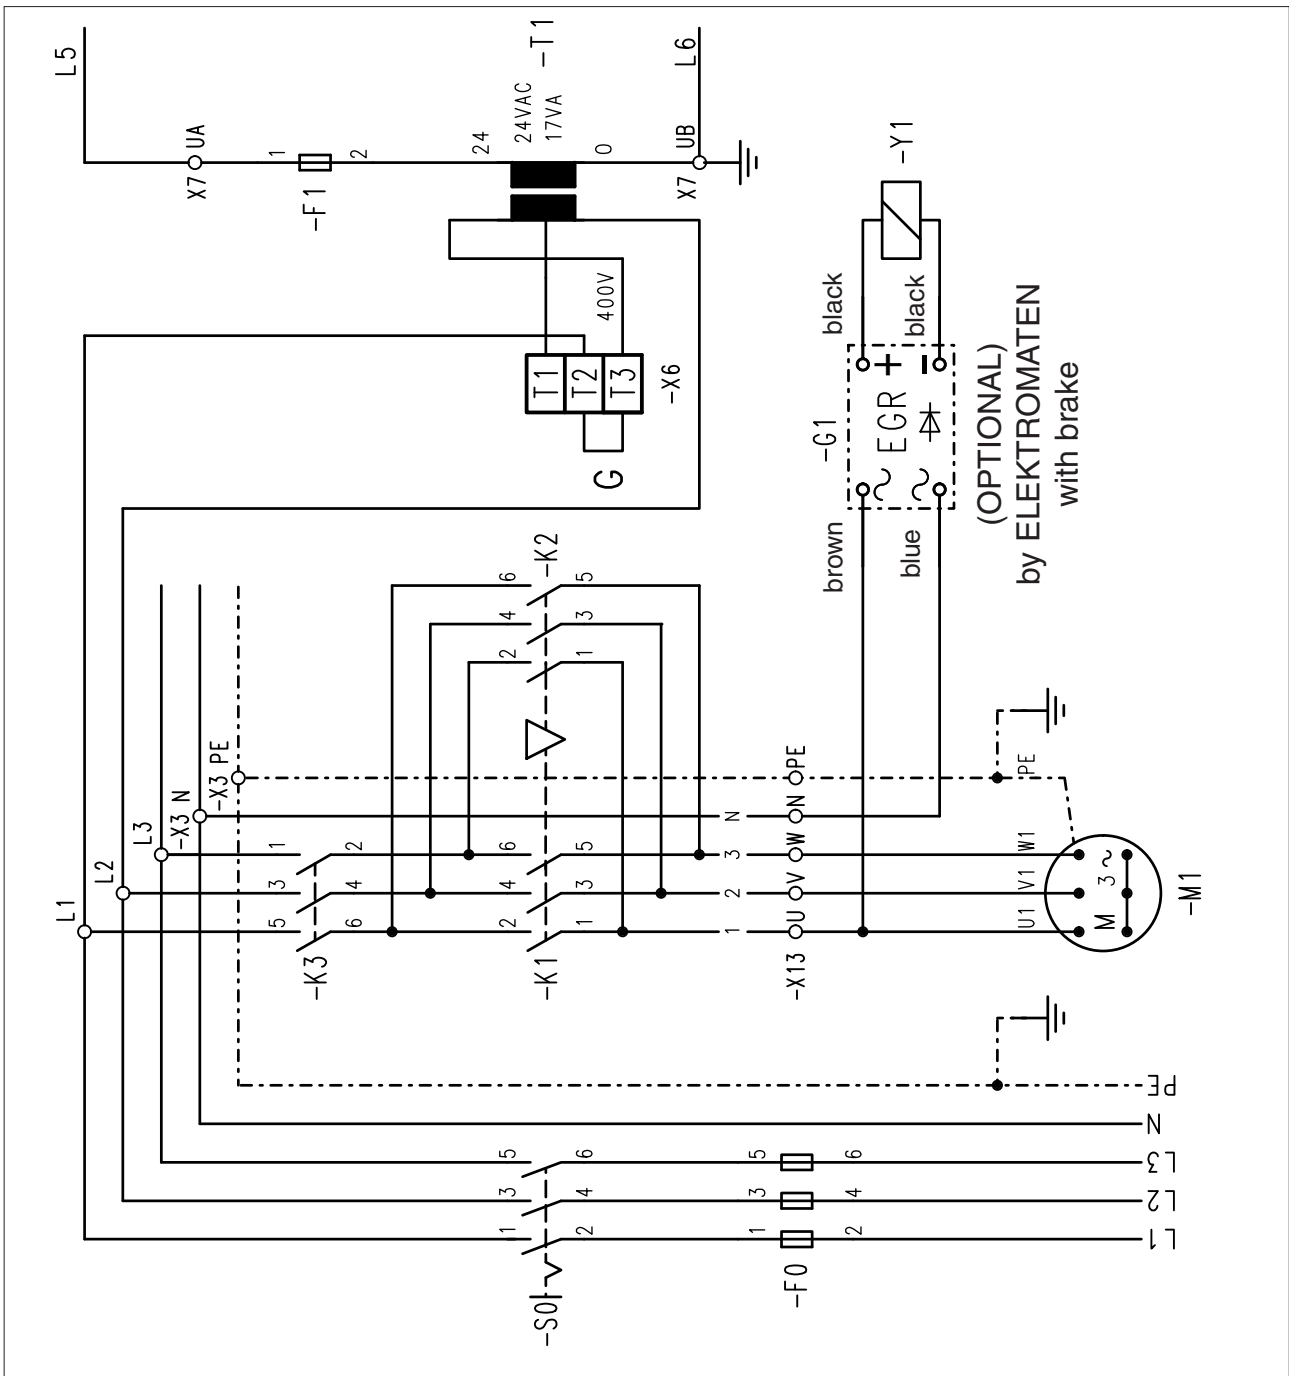 L5
X7 UA
1
-F1
2
24
24VAC
17VA
-T1
0
X7 UB
L6
400V
T1
T2
T3
-X6
G
black
black
-Y1
-G1
EGR
+
-
~
~
brown
blue
(OPTIONAL)
by ELEKTROMATEN
with brake
L1
L2
L3
-X3 N
-X3 PE
1
3
5
-K3
2
4
6
6
4
2
-K2
5
3
1
6
4
2
-K1
5
3
1
N
3
2
1
-X13
U
V
W
N
PE
PE
W1
V1
U1
M
3 ~
-M1
-S0
1
3
5
2
4
6
-F0
1
3
5
2
4
6
L1
L2
L3
N
PE